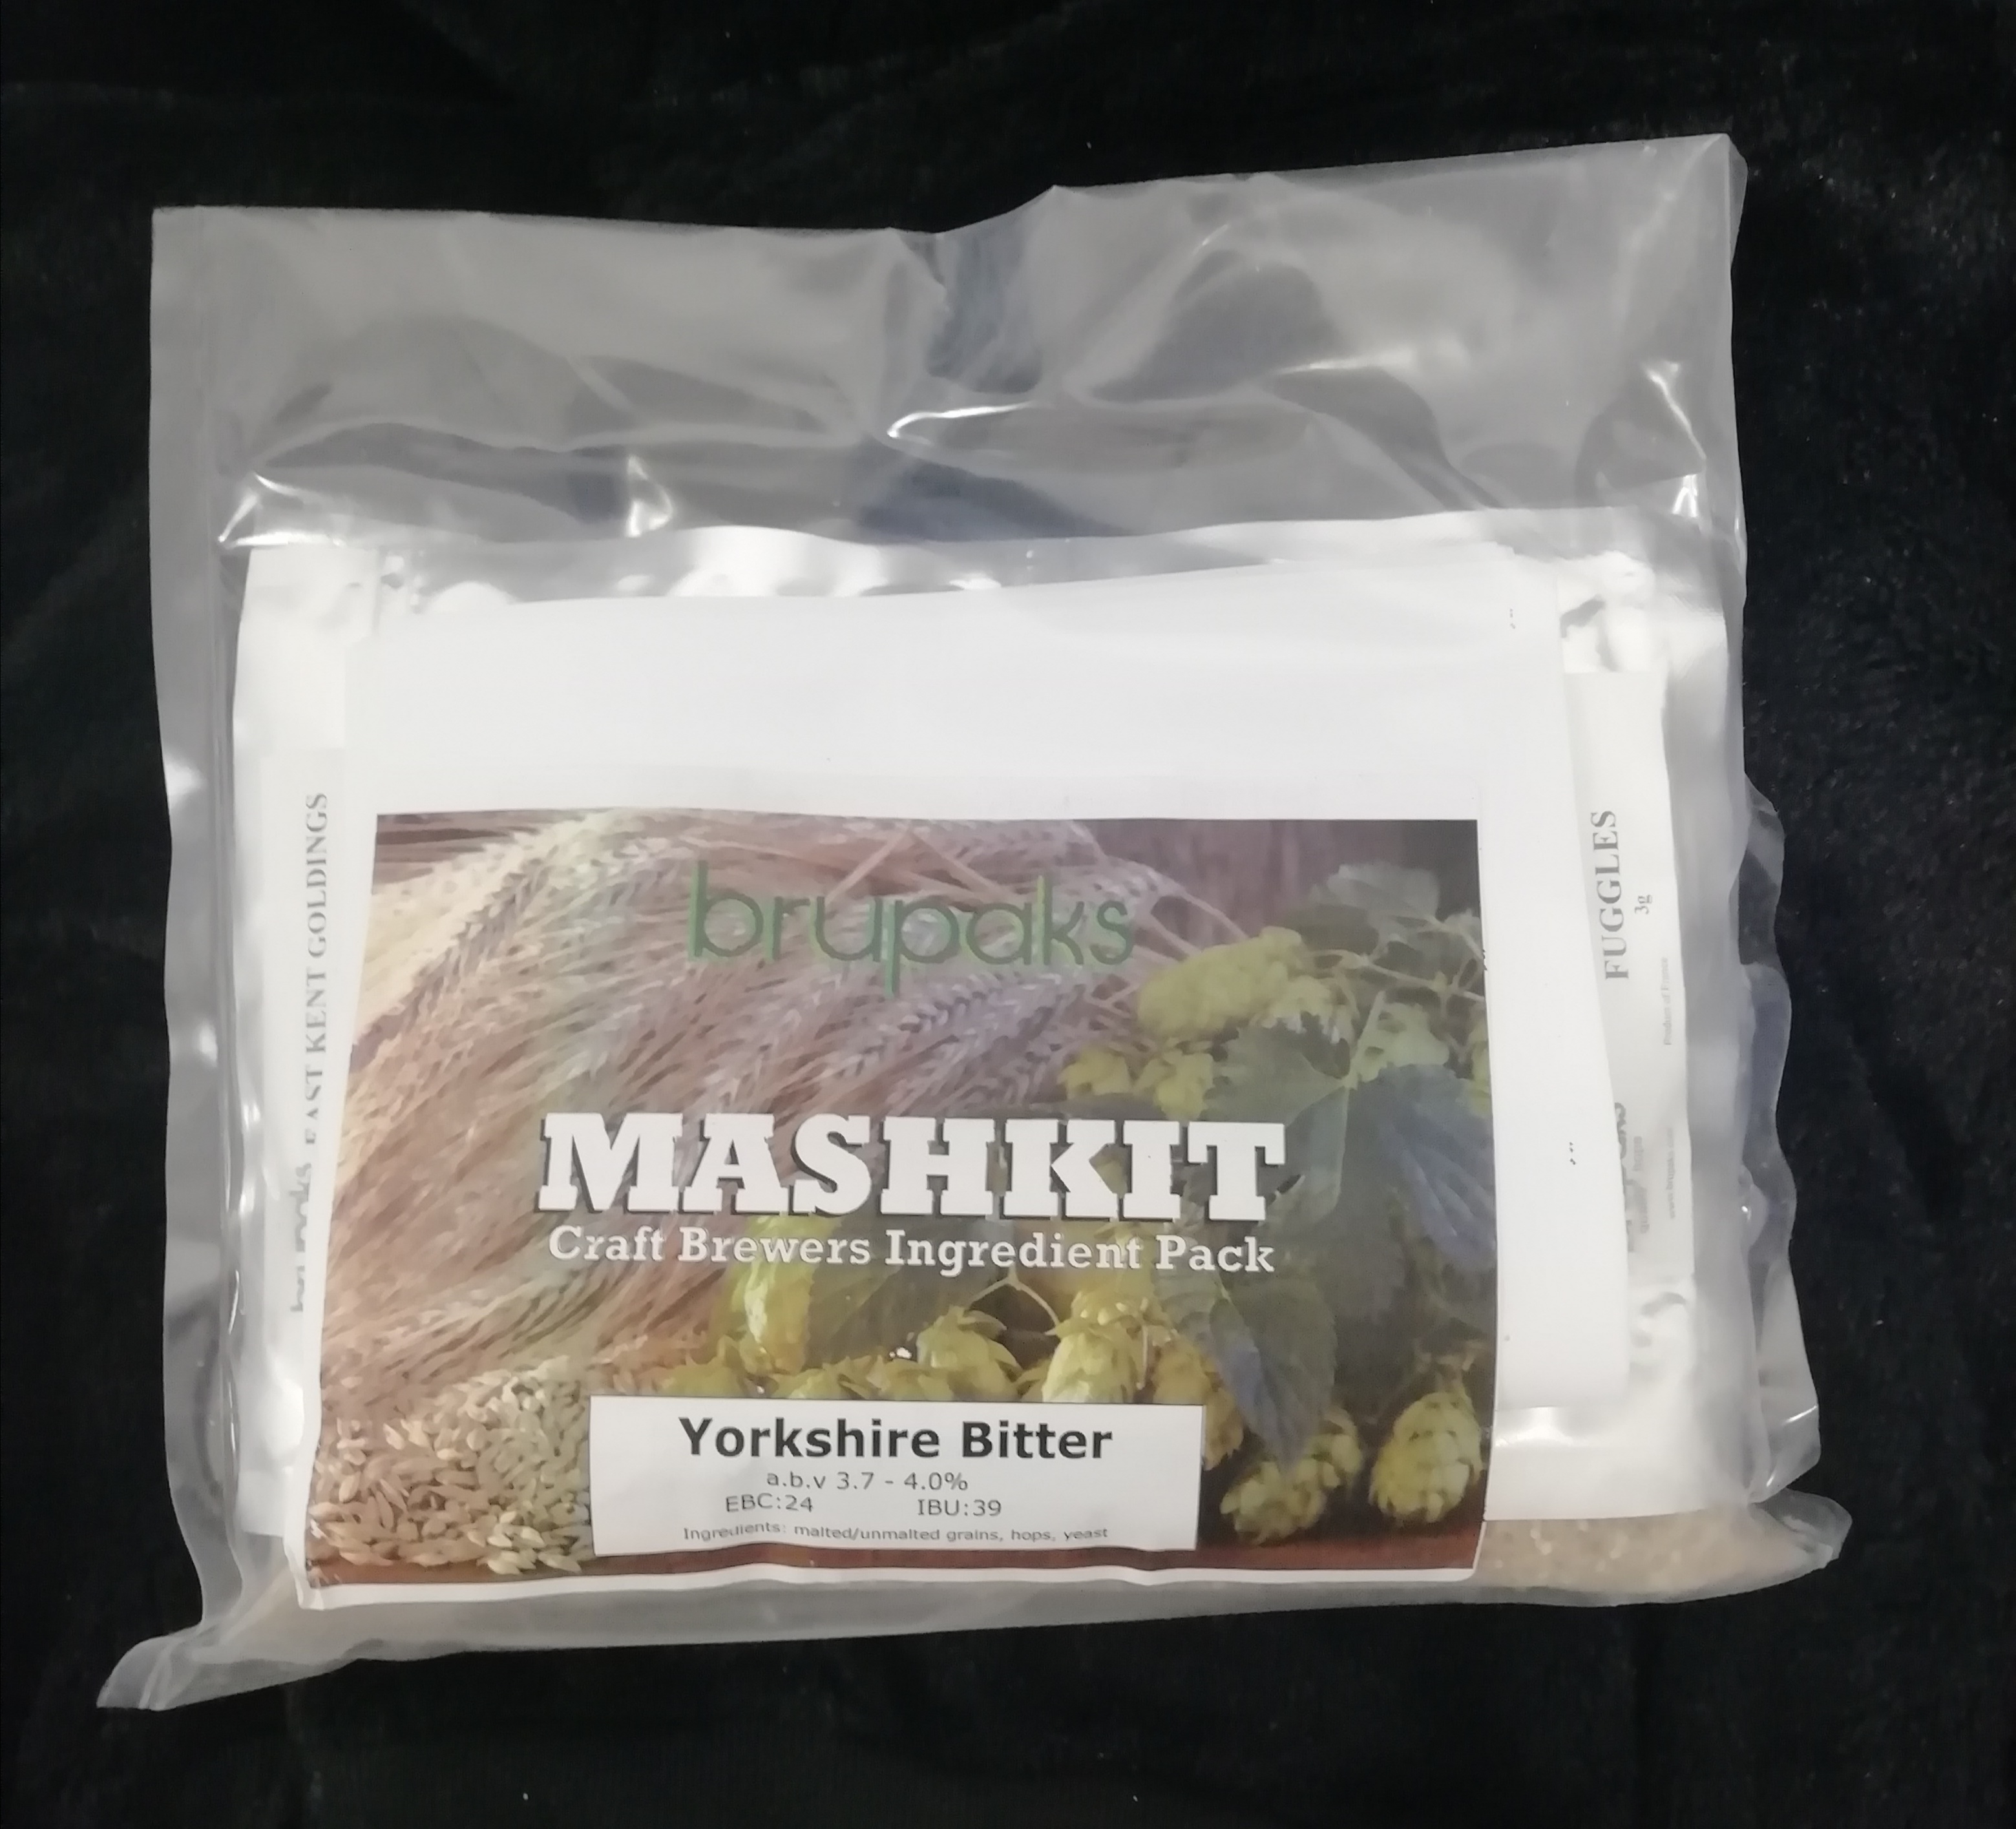 brupaks
MASHKIT
Craft Brewers Ingredient Pack
Yorkshire Bitter
a.b.v 3.7 - 4.0%
EBC:24 IBU:39
Ingredients: malted/unmalted grains, hops, yeast
EAST KENT GOLDINGS
FUGGLES
3g